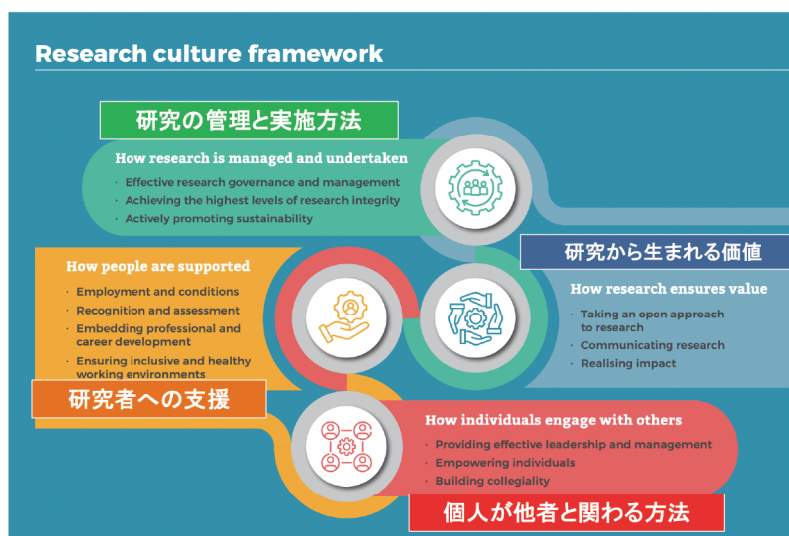 Research culture framework
研究の管理と実施方法
How research is managed and undertaken
· Effective research governance and management
· Achieving the highest levels of research integrity
· Actively promoting sustainability
研究から生まれる価値
How research ensures value
· Taking an open approach
to research
· Communicating research
· Realising impact
How people are supported
· Employment and conditions
· Recognition and assessment
· Embedding professional and
career development
· Ensuring inclusive and healthy
working environments
研究者への支援
How individuals engage with others
· Providing effective leadership and management
· Empowering individuals
· Building collegiality
個人が他者と関わる方法